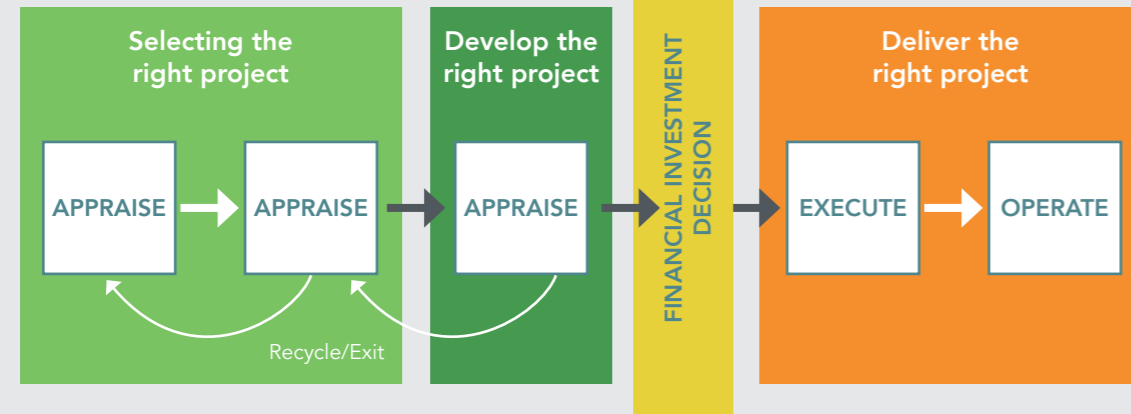 Selecting the
right project
Develop the
right project
FINANCIAL INVESTMENT
DECISION
Deliver the
right project
APPRAISE
APPRAISE
APPRAISE
EXECUTE
OPERATE
Recycle/Exit